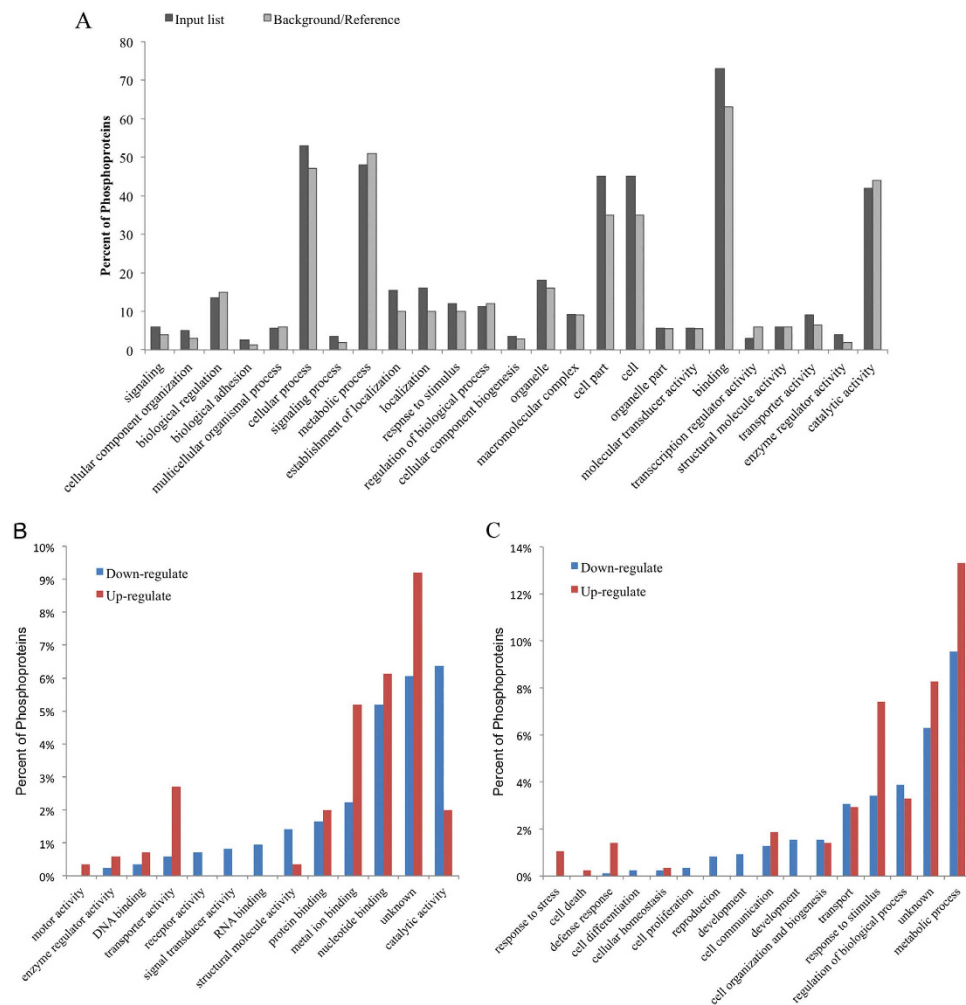 A
Input list
Background/Reference
Percent of Phosphoproteins
80
70
60
50
40
30
20
10
0
signaling
cellular component organization
biological regulation
biological adhesion
multicellular organismal process
cellular process
signaling process
metabolic process
establishment of localization
localization
respnse to stimulus
regulation of biological process
cellular component biogenesis
organelle
macromolecular complex
cell part
cell
organelle part
molecular transducer activity
binding
transccription regulator activity
structural molecule activity
transporter activity
enzyme regulator activity
catalytic activity
B
Down-regulate
Up-regulate
Percent of Phosphoproteins
10%
9%
8%
7%
6%
5%
4%
3%
2%
1%
0%
motor activity
enzyme regulator activity
DNA binding
transporter activity
receptor activity
signal transducer activity
RNA binding
structural molecule activity
protein binding
metal ion binding
nucleotide binding
unknown
catalytic activity
C
Down-regulate
Up-regulate
Percent of Phosphoproteins
14%
12%
10%
8%
6%
4%
2%
0%
response to stress
cell death
defense response
cell differentiation
cellular homeostasis
cell proliferation
reproduction
development
cell communication
development
cell organization and biogenesis
transport
response to stimulus
regulation of biological process
unknown
metabolic process